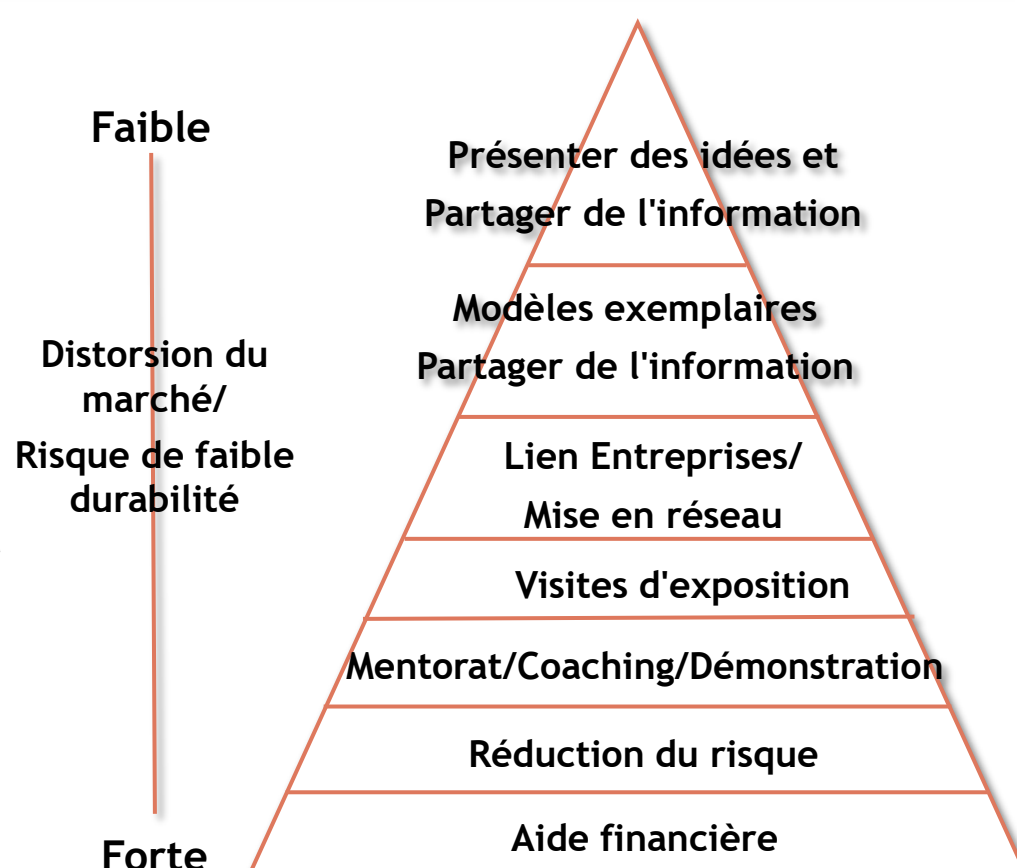 Faible
Distorsion du
marché/
Risque de faible
durabilité
Forte
Présenter des idées et
Partager de l'information
Modèles exemplaires
Partager de l'information
Lien Entreprises/
Mise en réseau
Visites d'exposition
Mentorat/Coaching/Démonstration
Réduction du risque
Aide financière